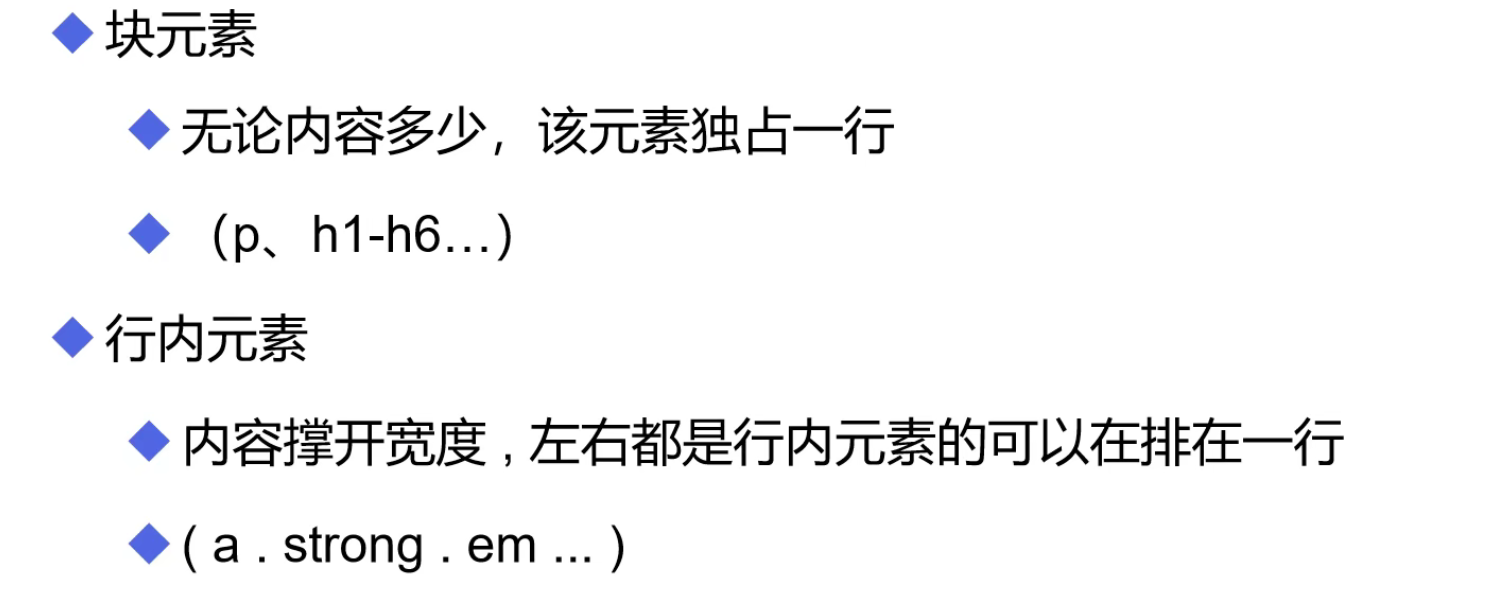 块元素
无论内容多少，该元素独占一行
（p、h1-h6…）
行内元素
内容撑开宽度 , 左右都是行内元素的可以在排在一行
( a . strong . em ... )